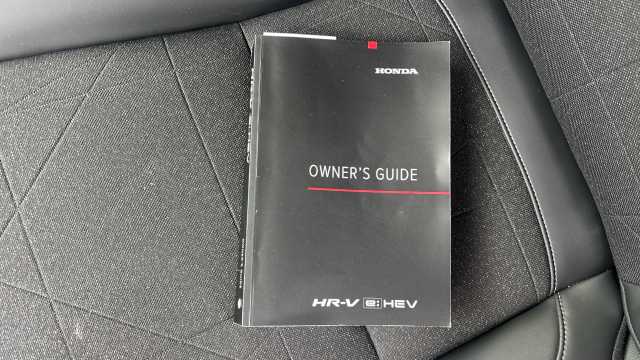 HONDA
OWNER'S GUIDE
HR-V e:HEV